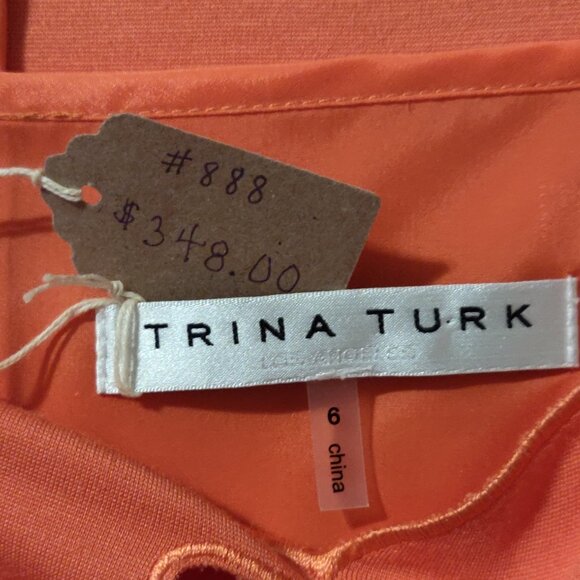 #888
$348.00
TRINA TURK
LOS ANGELES
6
china